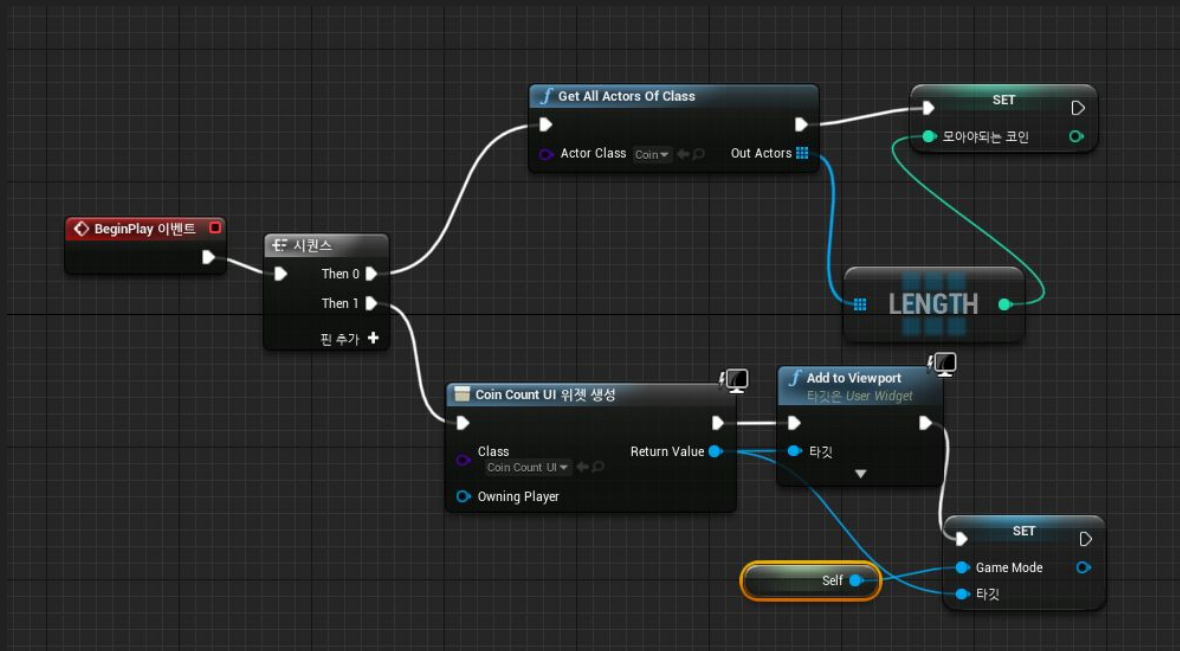 BeginPlay 이벤트
시퀀스
Then 0
Then 1
핀 추가
Get All Actors Of Class
Actor Class Coin Out Actors
SET
모아야되는 코인
LENGTH
Coin Count UI 위젯 생성
Class Return Value
Coin Count UI
Owning Player
Add to Viewport
타깃은 User Widget
타깃
Self
SET
Game Mode
타깃